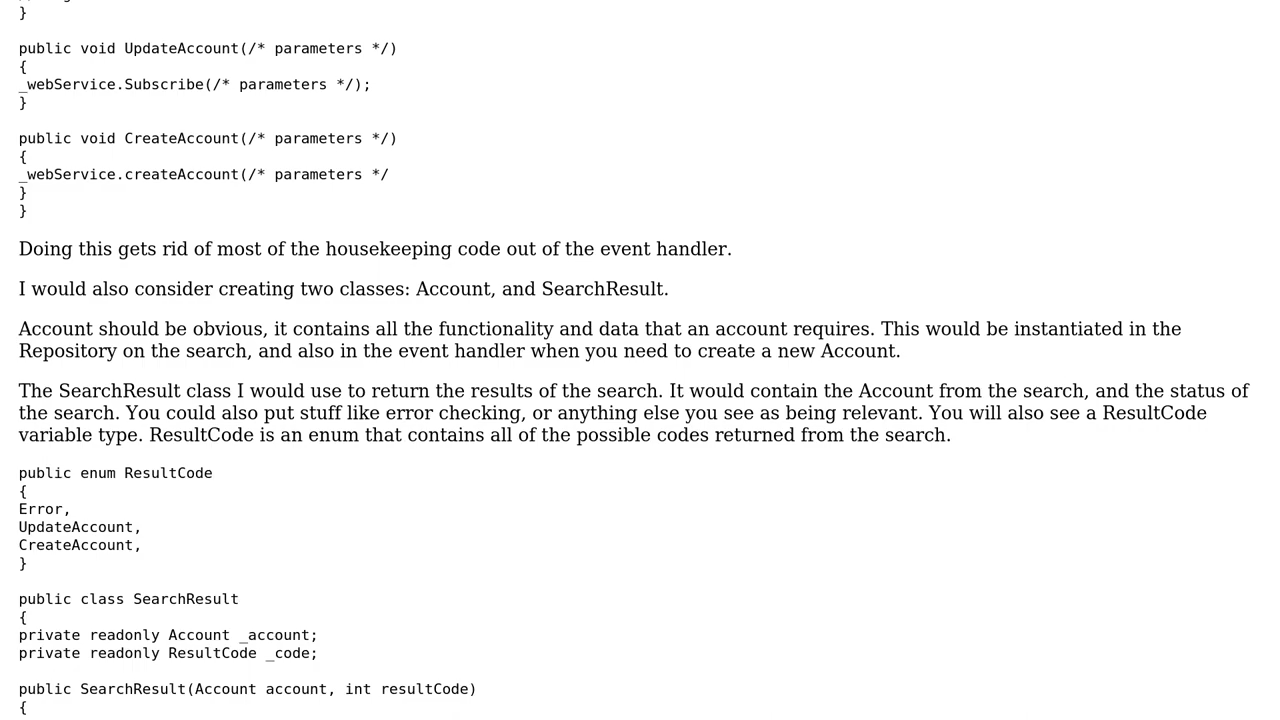 }
public void UpdateAccount(/* parameters */)
{
_webService.Subscribe(/* parameters */);
}
public void CreateAccount(/* parameters */)
{
_webService.createAccount(/* parameters */
}
}
Doing this gets rid of most of the housekeeping code out of the event handler.
I would also consider creating two classes: Account, and SearchResult.
Account should be obvious, it contains all the functionality and data that an account requires. This would be instantiated in the
Repository on the search, and also in the event handler when you need to create a new Account.
The SearchResult class I would use to return the results of the search. It would contain the Account from the search, and the status of
the search. You could also put stuff like error checking, or anything else you see as being relevant. You will also see a ResultCode
variable type. ResultCode is an enum that contains all of the possible codes returned from the search.
public enum ResultCode
{
Error,
UpdateAccount,
CreateAccount,
}
public class SearchResult
{
private readonly Account _account;
private readonly ResultCode _code;
public SearchResult(Account account, int resultCode)
{